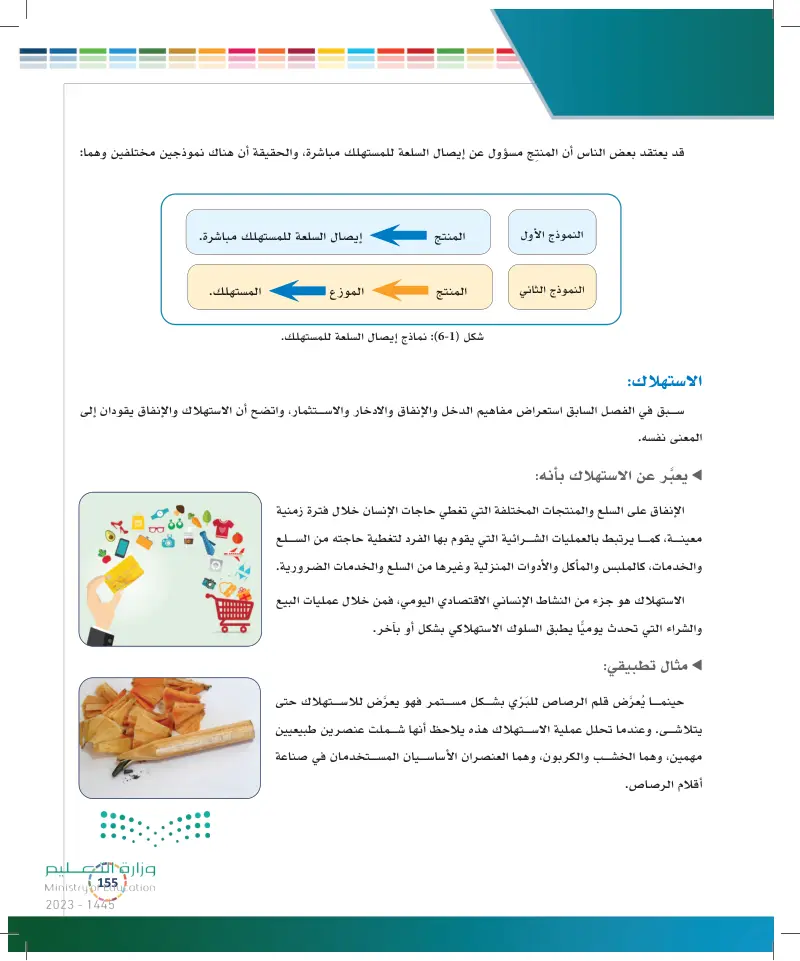 قد يعتقد بعض الناس أن المنتِج مسؤول عن إيصال السلعة للمستهلك مباشرة، والحقيقة أن هناك نموذجين مختلفين وهما:
النموذج الأول
المنتج
إيصال السلعة للمستهلك مباشرة.
النموذج الثاني
المنتج
الموزع
المستهلك.
شكل (1-6): نماذج إيصال السلعة للمستهلك.
الاستهلاك:
سبق في الفصل السابق استعراض مفاهيم الدخل والإنفاق والادخار والاستثمار، واتضح أن الاستهلاك والإنفاق يقودان إلى
المعنى نفسه.
يعبَّر عن الاستهلاك بأنه:
الإنفاق على السلع والمنتجات المختلفة التي تغطي حاجات الإنسان خلال فترة زمنية
معينة، كما يرتبط بالعمليات الشرائية التي يقوم بها الفرد لتغطية حاجته من السلع
والخدمات، كالملبس والمأكل والأدوات المنزلية وغيرها من السلع والخدمات الضرورية.
الاستهلاك هو جزء من النشاط الإنساني الاقتصادي اليومي، فمن خلال عمليات البيع
والشراء التي تحدث يوميًّا يطبق السلوك الاستهلاكي بشكل أو بآخر.
مثال تطبيقي:
حينما يُعرَّض قلم الرصاص للبَرْي بشكل مستمر فهو يعرَّض للاستهلاك حتى
يتلاشى. وعندما تحلل عملية الاستهلاك هذه يلاحظ أنها شملت عنصرين طبيعيين
مهمين، وهما الخشب والكربون، وهما العنصران الأساسيان المستخدمان في صناعة
أقلام الرصاص.
وزارة التعليم
Ministry of Education
155
2023 - 1445